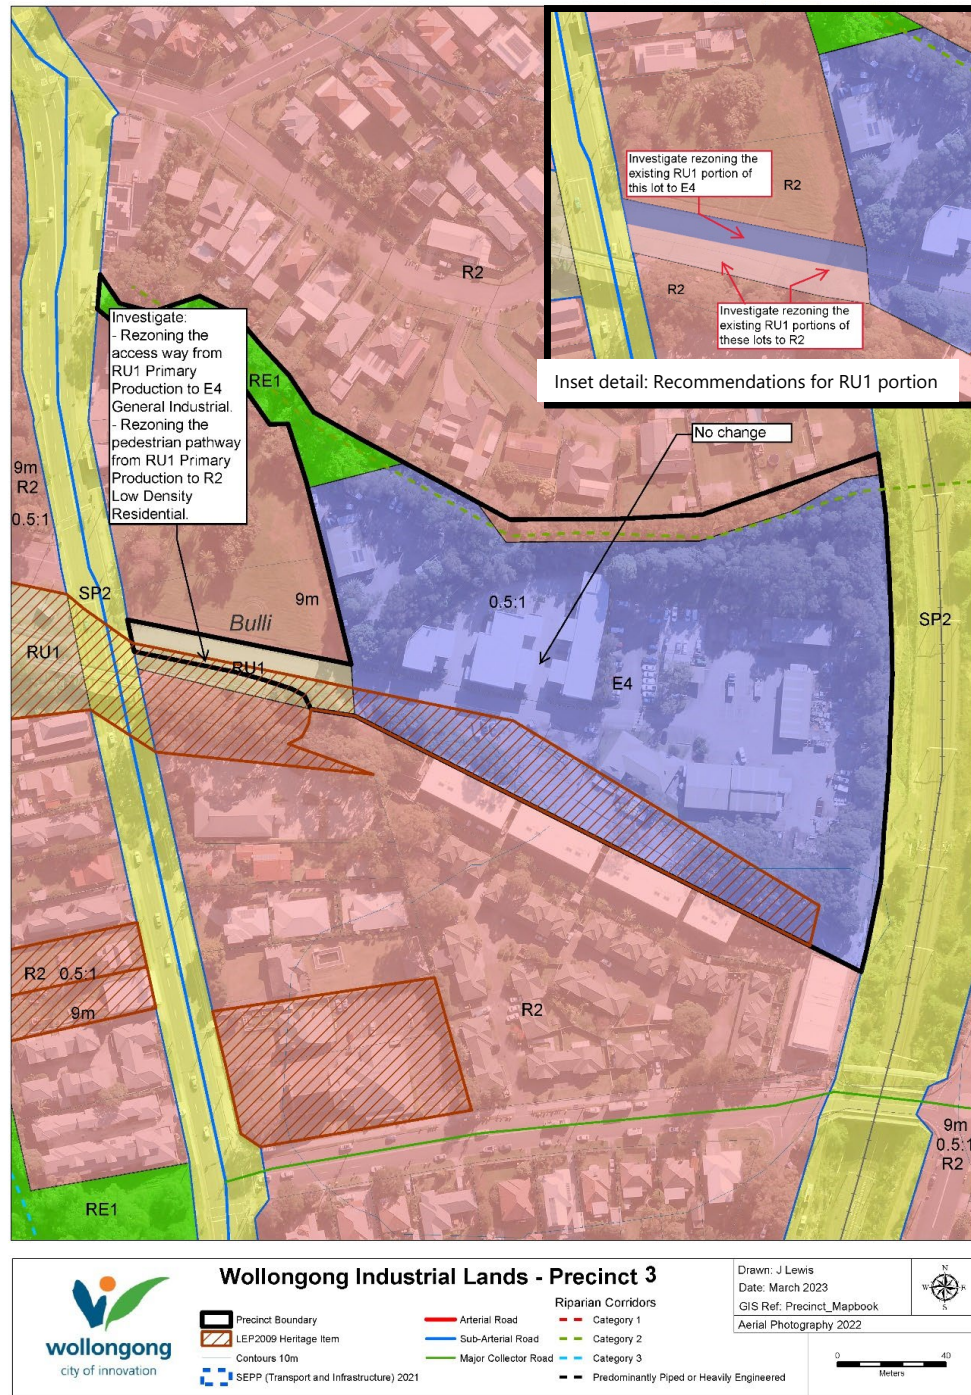 Investigate rezoning the
existing RU1 portion of
this lot to E4
R2
R2
Investigate rezoning the
existing RU1 portions of
these lots to R2
Inset detail: Recommendations for RU1 portion
R2
Investigate:
- Rezoning the
access way from
RU1 Primary
Production to E4
General Industrial.
- Rezoning the
pedestrian pathway
from RU1 Primary
Production to R2
Low Density
Residential.
RE1
No change
9m
R2
0.5:1
SP2
9m
0.5:1
Bulli
SP2
RU1
RU1
E4
R2 0.5:1
9m
R2
9m
0.5:1
R2
RE1
wollongong
city of innovation
Wollongong Industrial Lands - Precinct 3
Precinct Boundary
LEP2009 Heritage Item
Contours 10m
SEPP (Transport and Infrastructure) 2021
Arterial Road
Sub-Arterial Road
Major Collector Road
Riparian Corridors
Category 1
Category 2
Category 3
Predominantly Piped or Heavily Engineered
Drawn: J Lewis
Date: March 2023
GIS Ref: Precinct_Mapbook
Aerial Photography 2022
N
W E
S
0 40
Meters